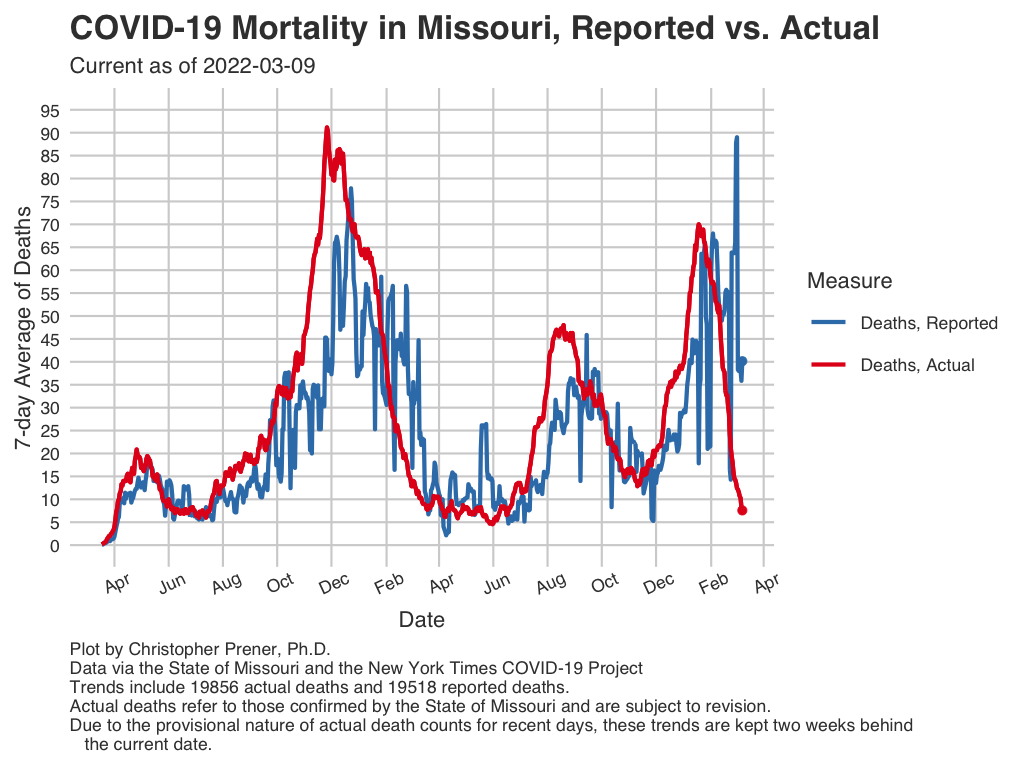 COVID-19 Mortality in Missouri, Reported vs. Actual
Current as of 2022-03-09
7-day Average of Deaths
95
90
85
80
75
70
65
60
55
50
45
40
35
30
25
20
15
10
5
0
Apr
Jun
Aug
Oct
Dec
Feb
Apr
Jun
Aug
Oct
Dec
Feb
Apr
Date
Measure
Deaths, Reported
Deaths, Actual
Plot by Christopher Prener, Ph.D.
Data via the State of Missouri and the New York Times COVID-19 Project
Trends include 19856 actual deaths and 19518 reported deaths.
Actual deaths refer to those confirmed by the State of Missouri and are subject to revision.
Due to the provisional nature of actual death counts for recent days, these trends are kept two weeks behind
the current date.